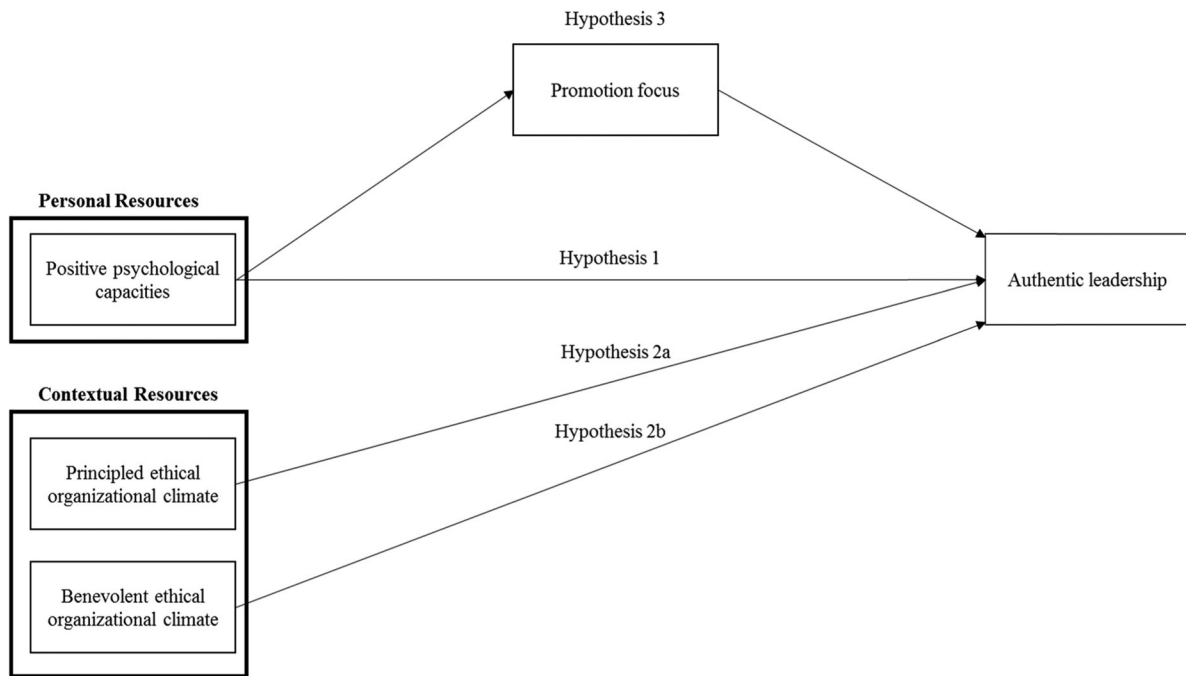 Hypothesis 3
Promotion focus
Personal Resources
Positive psychological
capacities
Hypothesis 1
Authentic leadership
Hypothesis 2a
Contextual Resources
Hypothesis 2b
Principled ethical
organizational climate
Benevolent ethical
organizational climate